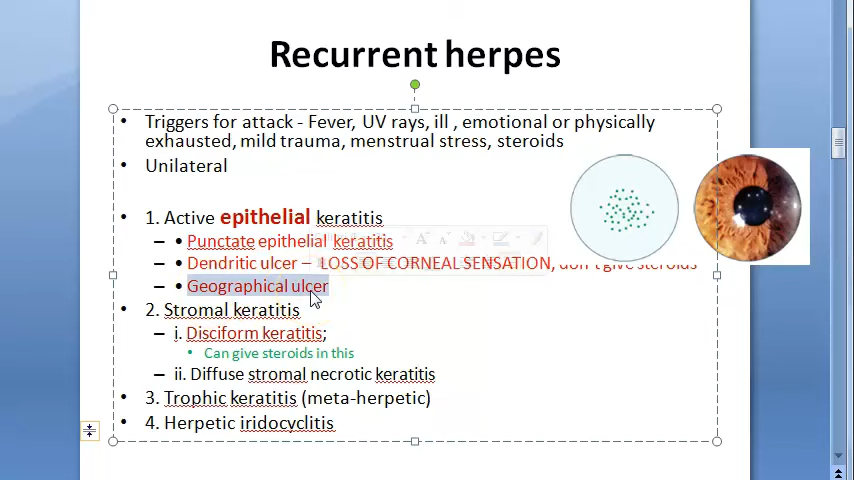 Recurrent herpes
• Triggers for attack - Fever, UV rays, ill , emotional or physically
exhausted, mild trauma, menstrual stress, steroids
• Unilateral
• 1. Active epithelial keratitis
– • Punctate epithelial keratitis
– • Dendritic ulcer – LOSS OF CORNEAL SENSATION, don't give steroids
– • Geographical ulcer
• 2. Stromal keratitis
– i. Disciform keratitis;
• Can give steroids in this
– ii. Diffuse stromal necrotic keratitis
• 3. Trophic keratitis (meta-herpetic)
• 4. Herpetic iridocyclitis